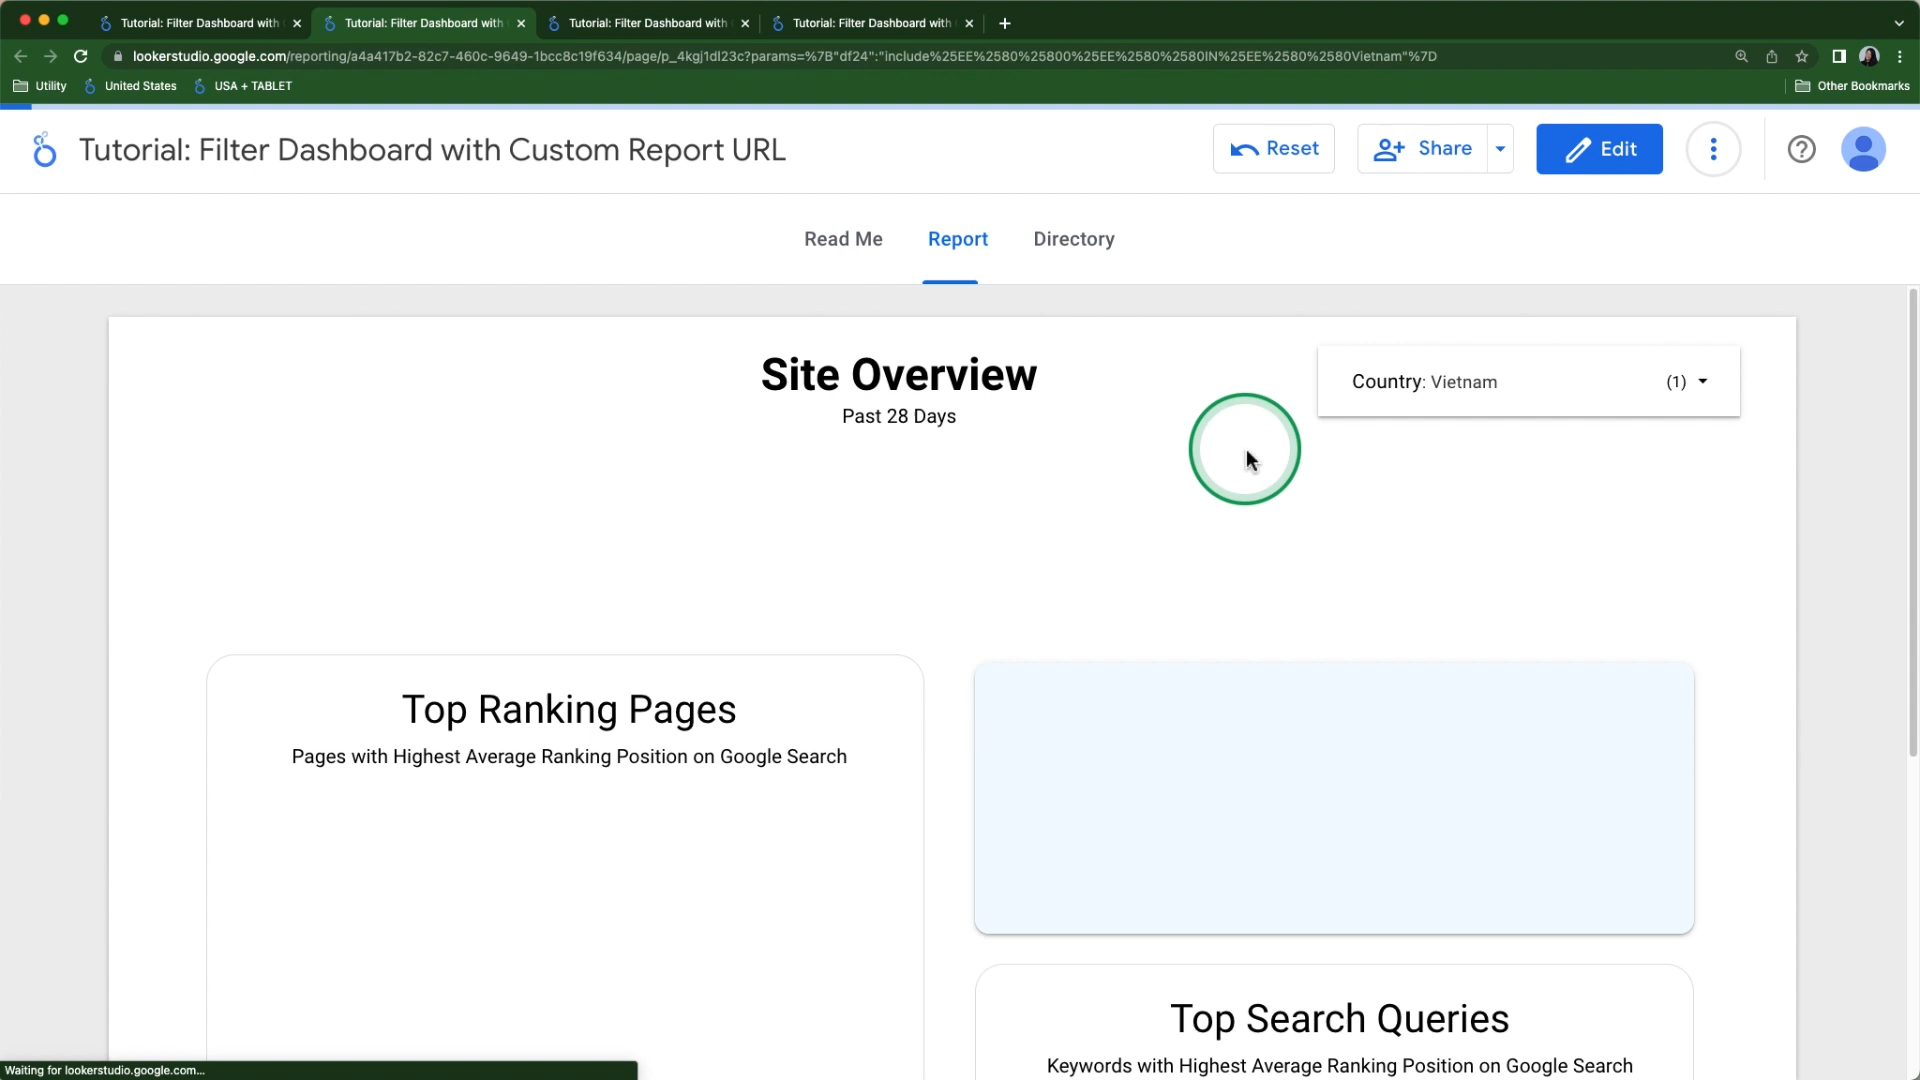 Tutorial: Filter Dashboard with
Tutorial: Filter Dashboard with
Tutorial: Filter Dashboard with
Tutorial: Filter Dashboard with
lookerstudio.google.com/reporting/a4a417b2-82c7-460c-9649-1bcc8c19f634/page/p_4kgj1dl23c?params=%7B"df24":"include%25EE%2580%25800%25EE%2580%2580IN%25EE%2580%2580Vietnam"%7D
Utility
United States
USA + TABLET
Other Bookmarks
Tutorial: Filter Dashboard with Custom Report URL
Reset
Share
Edit
Read Me
Report
Directory
Site Overview
Past 28 Days
Country: Vietnam (1)
Top Ranking Pages
Pages with Highest Average Ranking Position on Google Search
Top Search Queries
Keywords with Highest Average Ranking Position on Google Search
Waiting for lookerstudio.google.com...